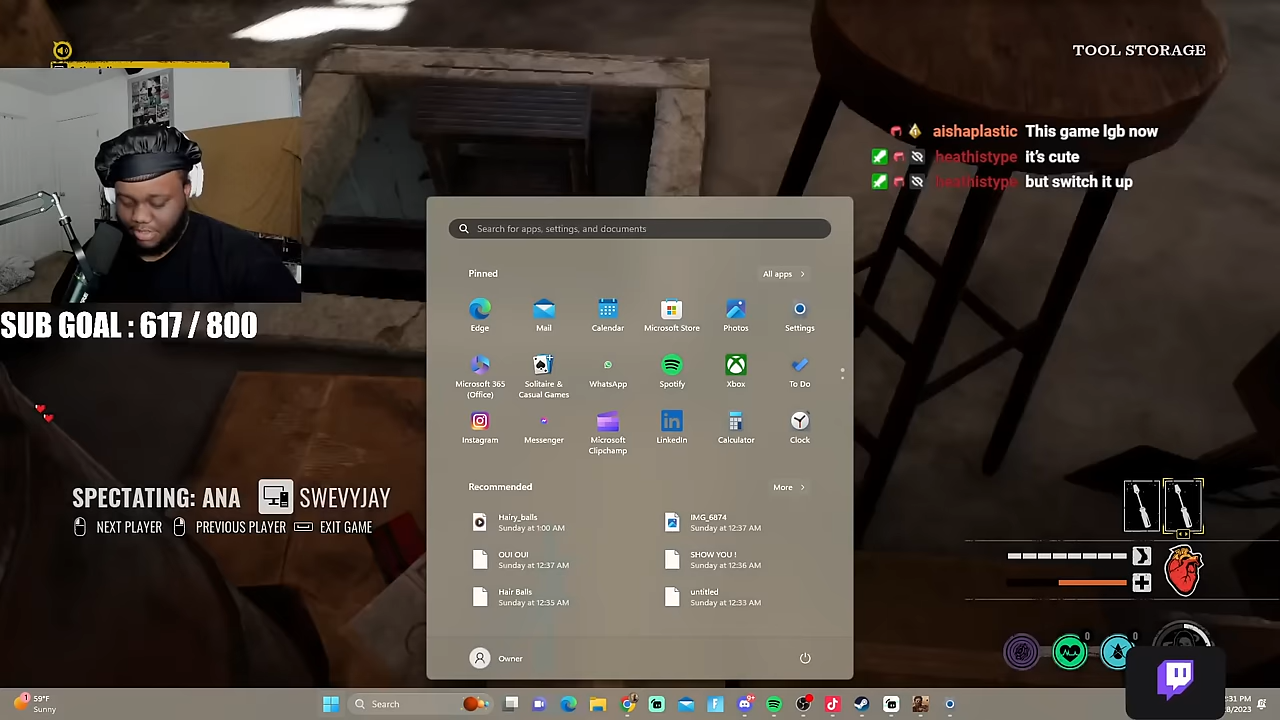 TOOL STORAGE
aishaplastic This game lgb now
heathistype it's cute
heathistype but switch it up
SUB GOAL : 617 / 800
Search for apps, settings, and documents
Pinned
All apps
Edge
Mail
Calendar
Microsoft Store
Photos
Settings
Microsoft 365
(Office)
Solitaire &
Casual Games
WhatsApp
Spotify
Xbox
To Do
Instagram
Messenger
Microsoft
Clipchamp
LinkedIn
Calculator
Clock
Recommended
More
Hairy_balls
Sunday at 1:00 AM
IMG_6874
Sunday at 12:37 AM
OUI OUI
Sunday at 12:37 AM
SHOW YOU !
Sunday at 12:36 AM
Hair Balls
Sunday at 12:35 AM
untitled
Sunday at 12:33 AM
Owner
SPECTATING: ANA SWEVYJAY
NEXT PLAYER PREVIOUS PLAYER EXIT GAME
0
0
59°F
Sunny
Search